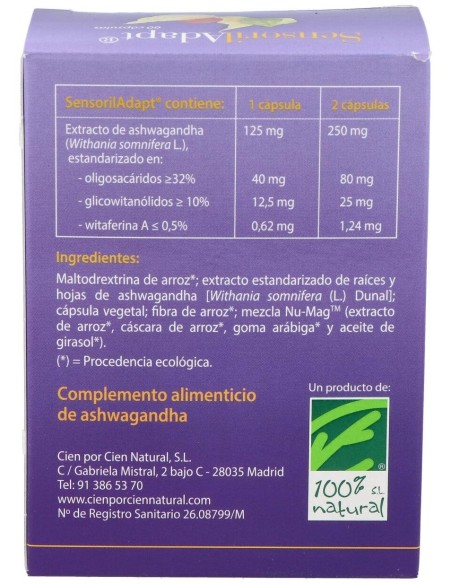 SensorilAdapt®
60 cápsulas
SensorilAdapt® contiene: 1 cápsula 2 cápsulas
Extracto de ashwagandha 125 mg 250 mg
(Withania somnifera L.),
estandarizado en:
- oligosacáridos ≥32% 40 mg 80 mg
- glicowitanólidos ≥ 10% 12,5 mg 25 mg
- witaferina A ≤ 0,5% 0,62 mg 1,24 mg
Ingredientes:
Maltodrextrina de arroz*; extracto estandarizado de raíces y
hojas de ashwagandha [Withania somnifera (L.) Dunal];
cápsula vegetal; fibra de arroz*; mezcla Nu-Mag™ (extracto
de arroz*, cáscara de arroz*, goma arábiga* y aceite de
girasol*).
(*) = Procedencia ecológica.
Complemento alimenticio
de ashwagandha
Un producto de:
Cien por Cien Natural, S.L.
C / Gabriela Mistral, 2 bajo C - 28035 Madrid
Tel: 91 386 53 70
www.cienporciennatural.com
Nº de Registro Sanitario 26.08799/M
®
100% S.L.
natural